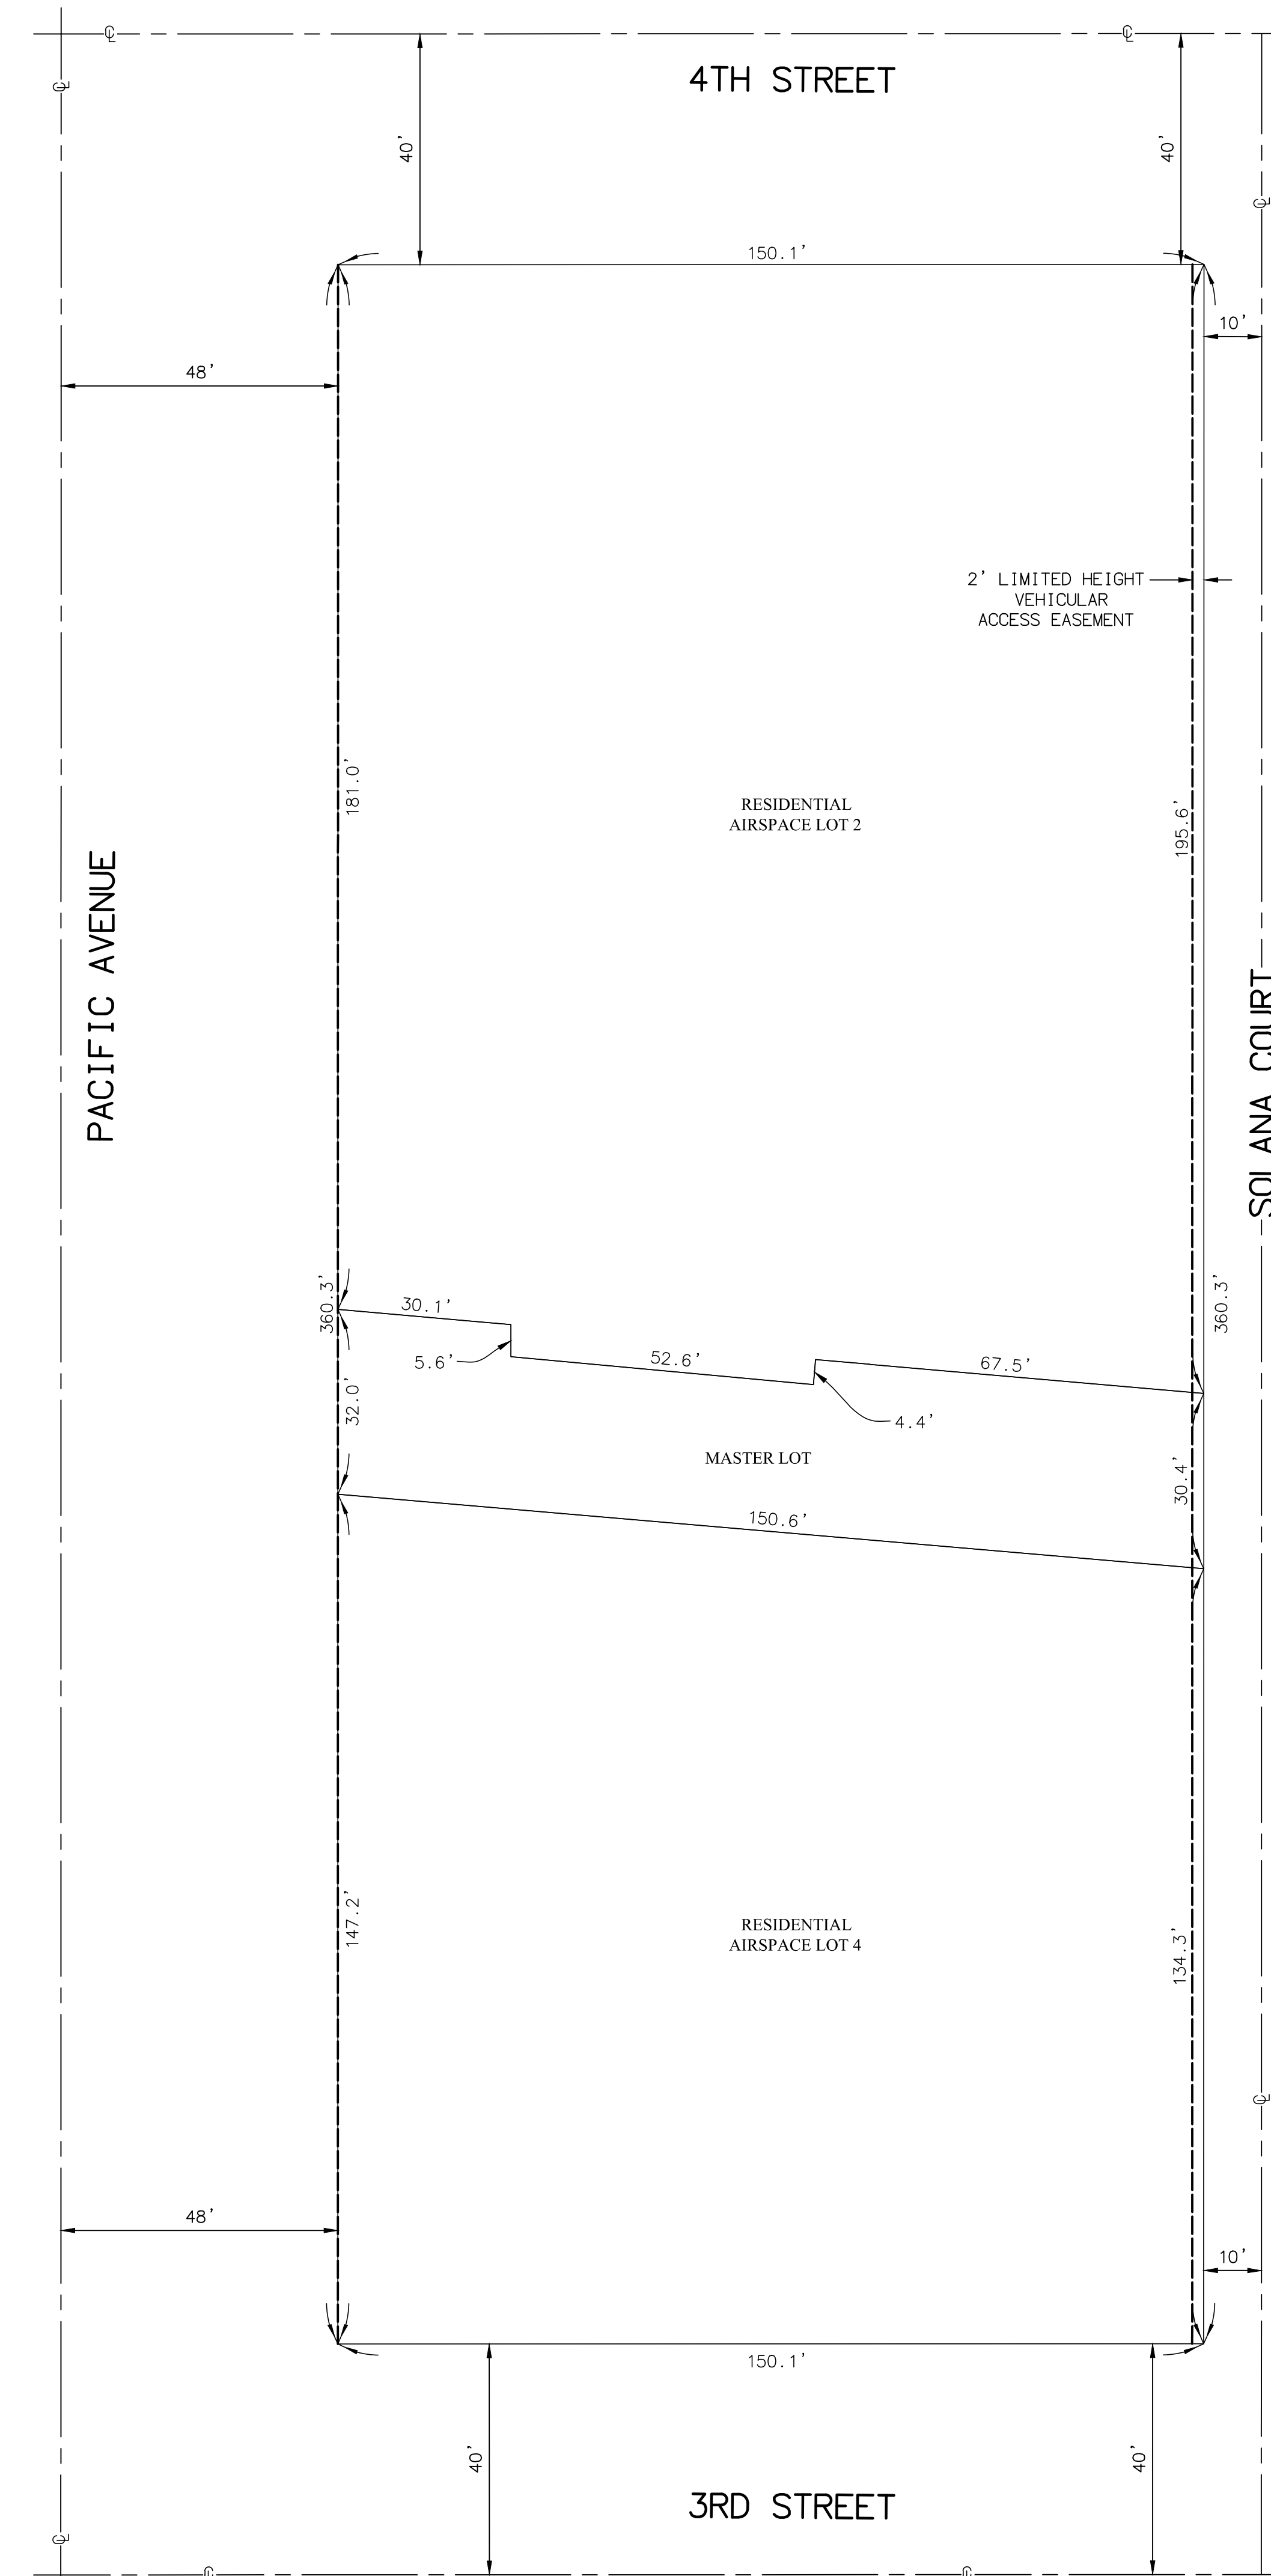 ℄
℄
℄
4TH STREET
40'
40'
℄
150.1'
10'
48'
2' LIMITED HEIGHT
VEHICULAR
ACCESS EASEMENT
181.0'
RESIDENTIAL
AIRSPACE LOT 2
195.6'
PACIFIC AVENUE
SOLANA COURT
360.3'
30.1'
360.3'
5.6'
52.6'
67.5'
32.0'
4.4'
MASTER LOT
30.4'
150.6'
147.2'
RESIDENTIAL
AIRSPACE LOT 4
134.3'
℄
48'
10'
150.1'
40'
40'
3RD STREET
℄
℄
℄